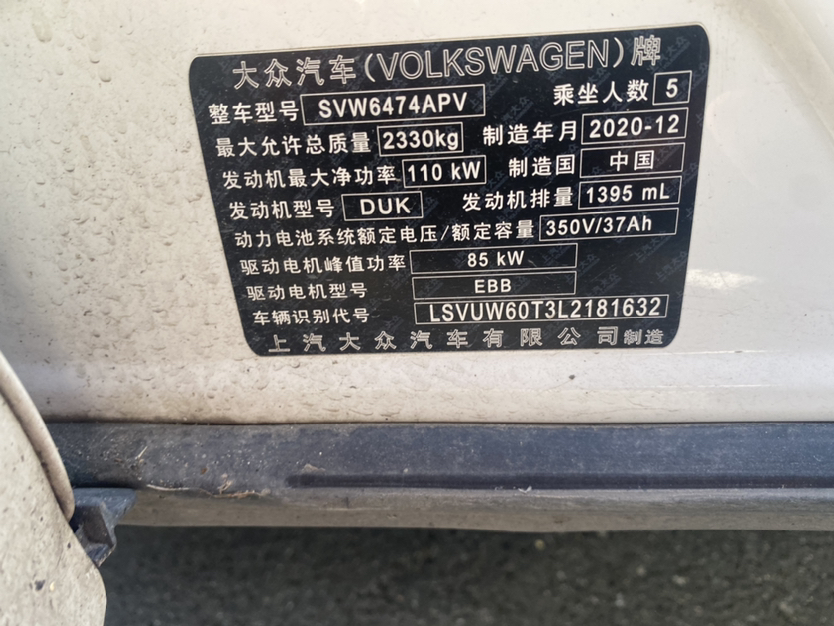 大众汽车(VOLKSWAGEN)牌
整车型号 SVW6474APV 乘坐人数 5
最大允许总质量 2330kg 制造年月 2020-12
发动机最大净功率 110 kW 制造国 中国
发动机型号 DUK 发动机排量 1395 mL
动力电池系统额定电压/额定容量 350V/37Ah
驱动电机峰值功率 85 kW
驱动电机型号 EBB
车辆识别代号 LSVUW60T3L2181632
上汽大众汽车有限公司制造